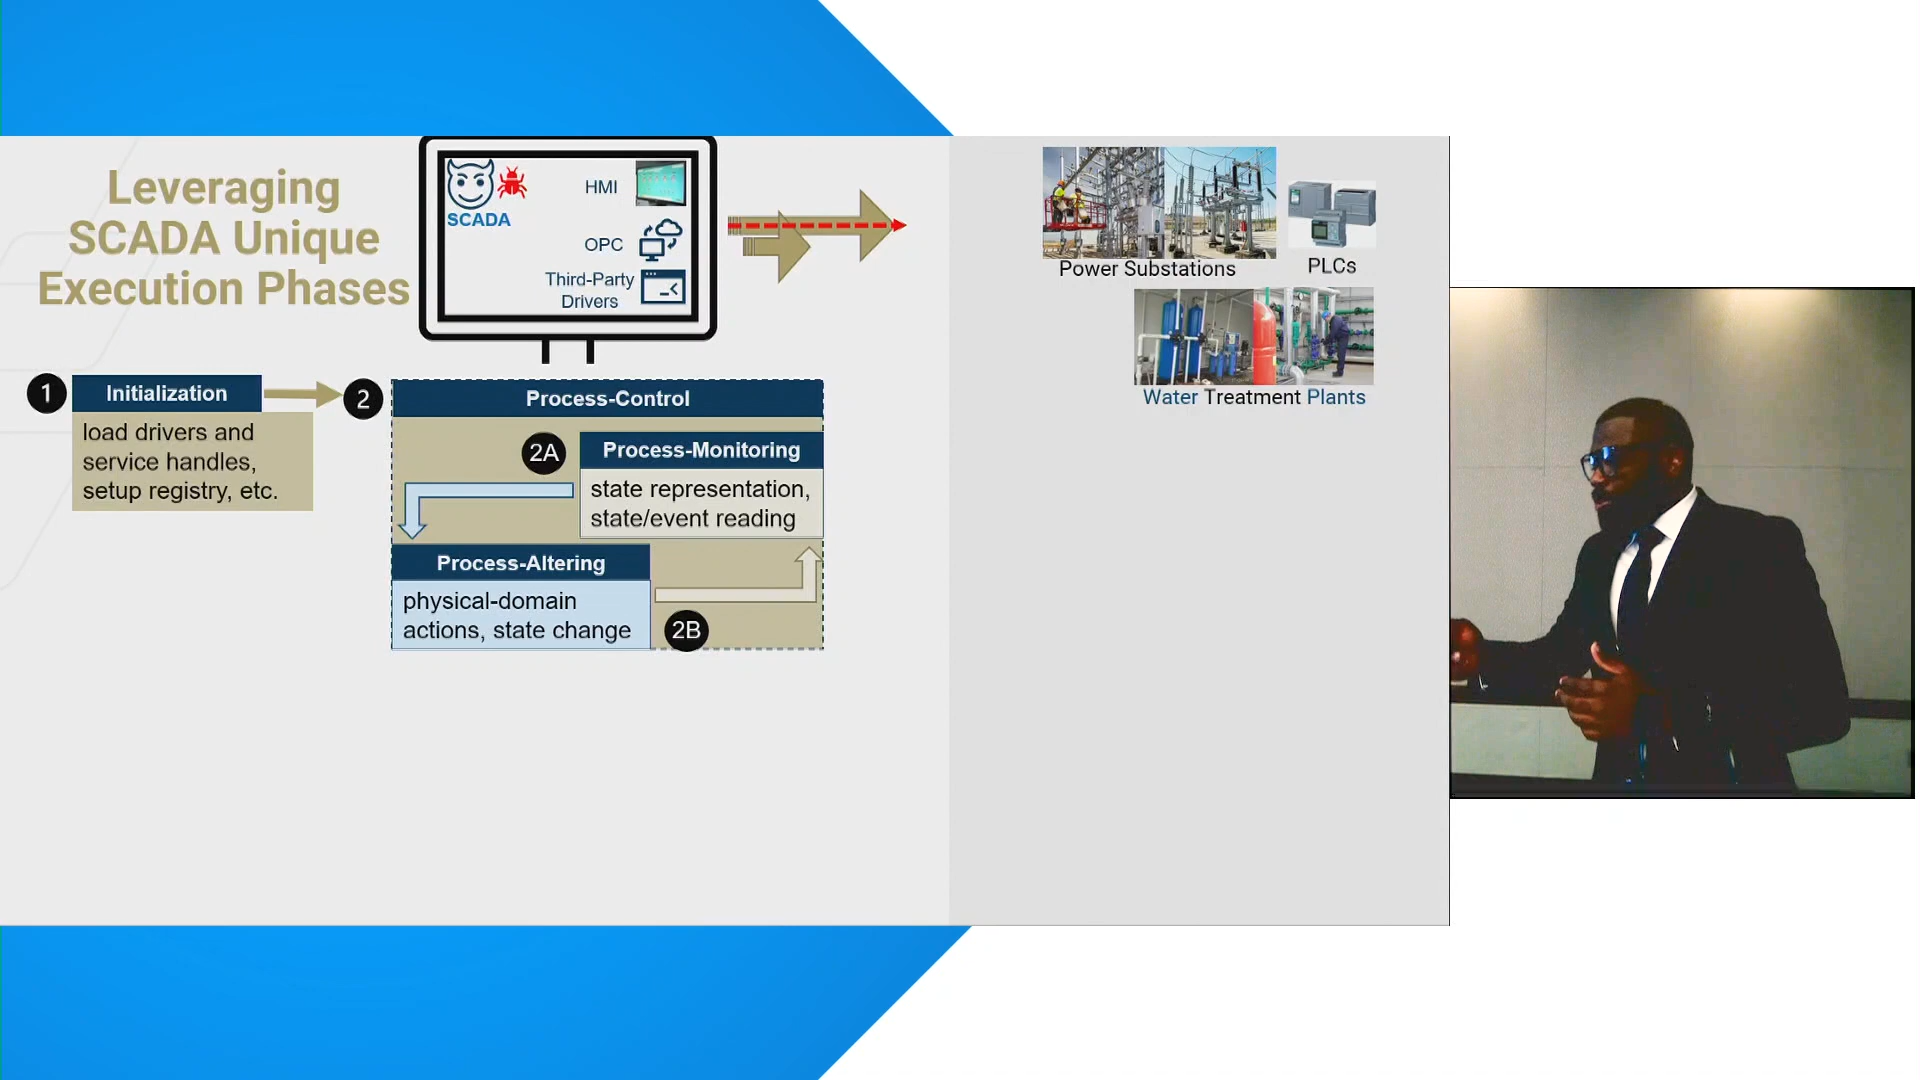 Leveraging
SCADA Unique
Execution Phases
SCADA
HMI
OPC
Third-Party
Drivers
Power Substations
PLCs
Water Treatment Plants
1
Initialization
load drivers and
service handles,
setup registry, etc.
2
Process-Control
2A
Process-Monitoring
state representation,
state/event reading
Process-Altering
physical-domain
actions, state change
2B